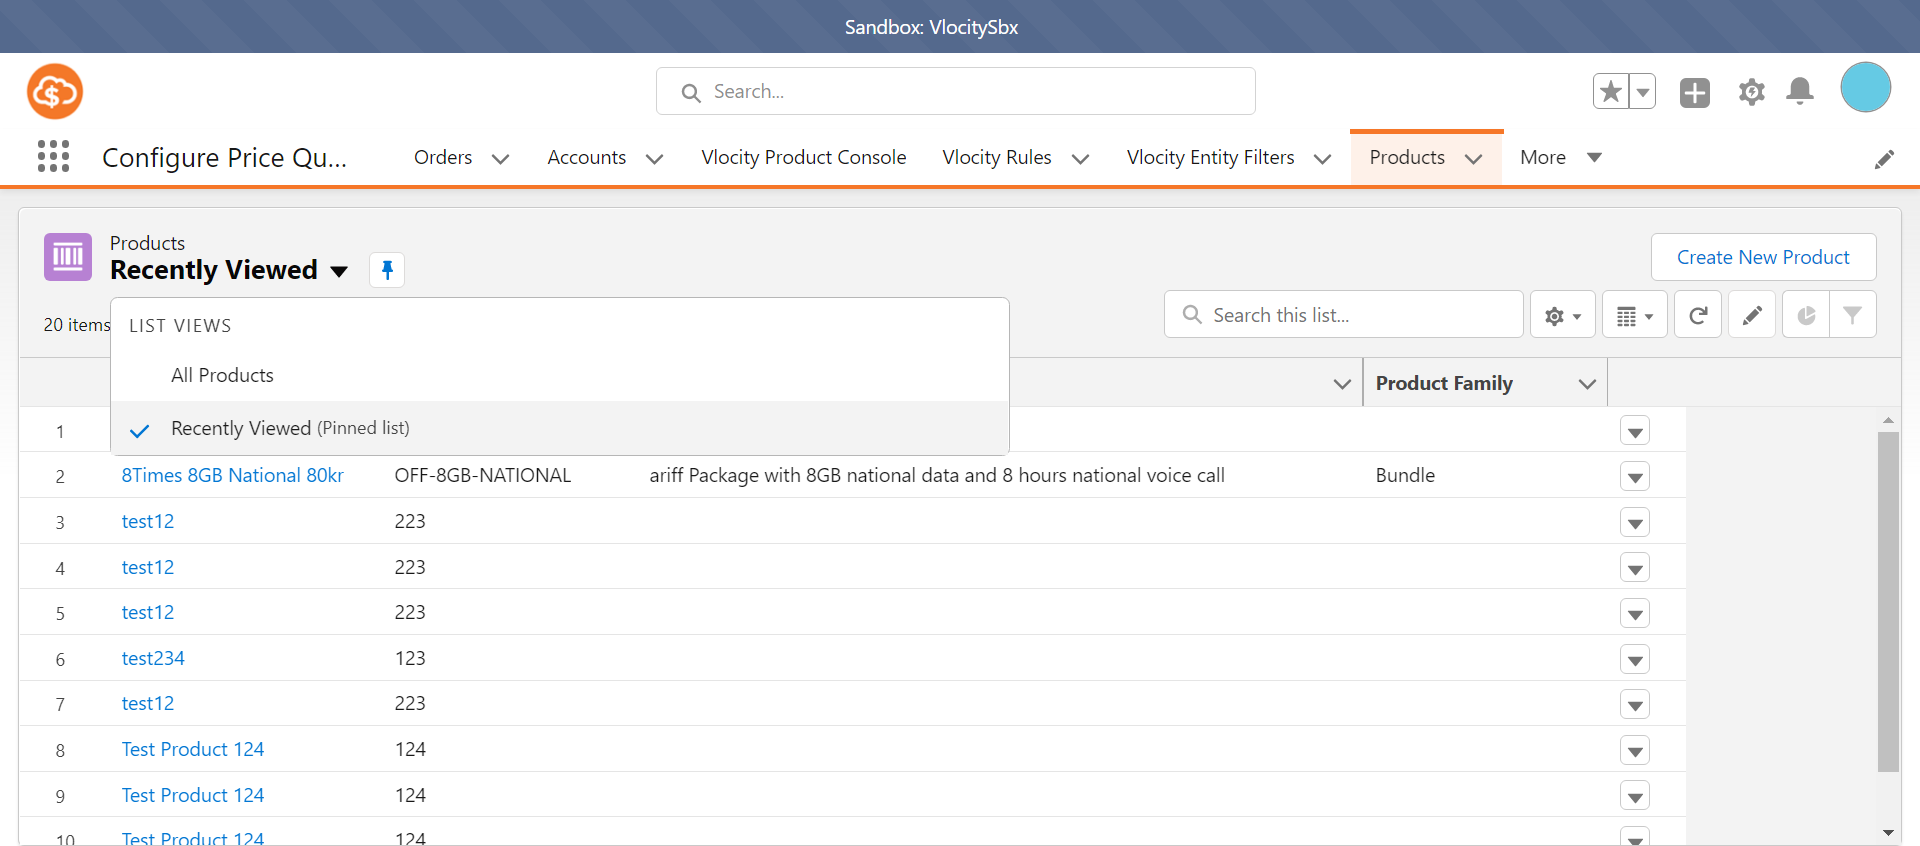 Sandbox: VlocitySbx
Search...
Configure Price Qu... Orders Accounts Vlocity Product Console Vlocity Rules Vlocity Entity Filters Products More
Products
Recently Viewed
Create New Product
20 items
Search this list...
LIST VIEWS
All Products
Recently Viewed (Pinned list)
Product Family
1
2 8Times 8GB National 80kr OFF-8GB-NATIONAL ariff Package with 8GB national data and 8 hours national voice call Bundle
3 test12 223
4 test12 223
5 test12 223
6 test234 123
7 test12 223
8 Test Product 124 124
9 Test Product 124 124
10 Test Product 124 124